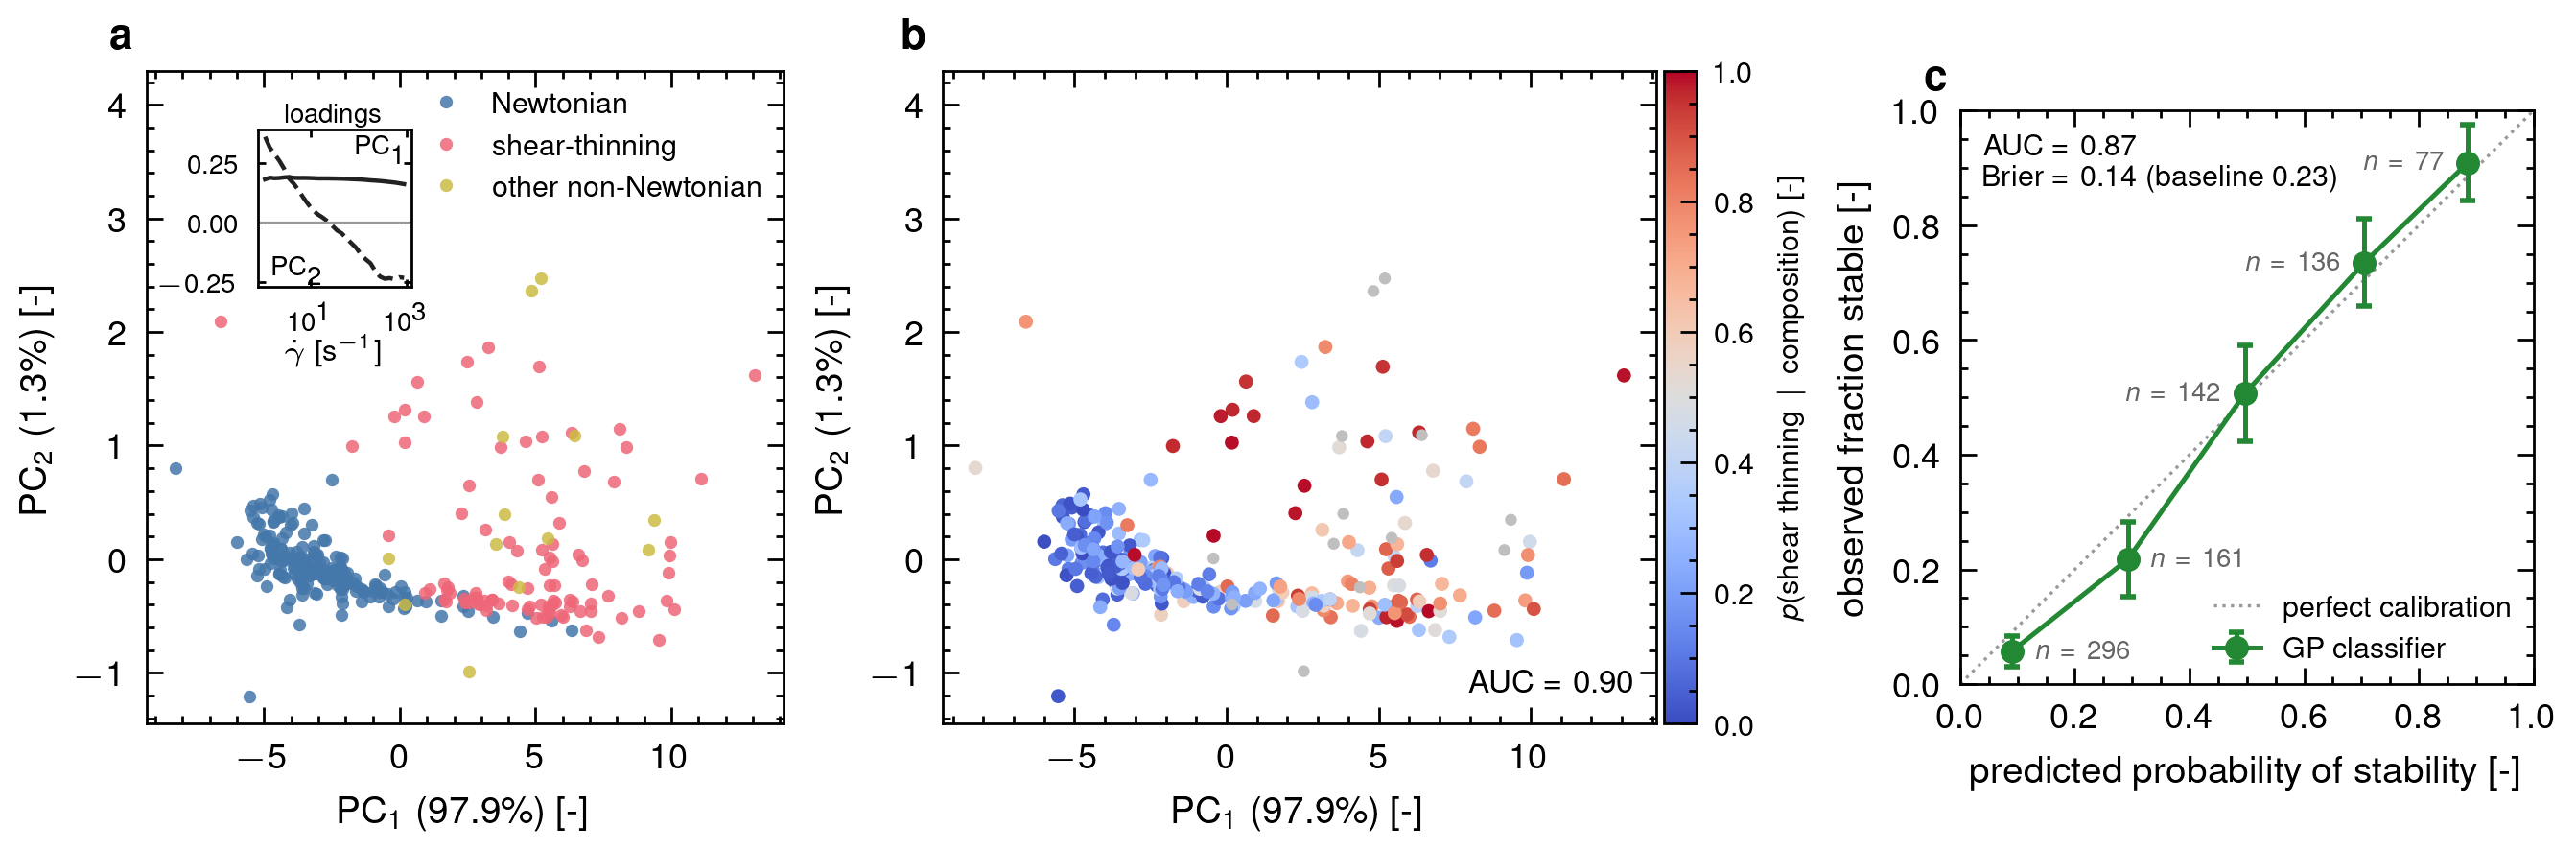 a
loadings
PC1
0.25
0.00
−0.25
PC2
10^1 10^3
γ̇ [s^−1]
Newtonian
shear-thinning
other non-Newtonian
4
3
2
1
0
−1
−5 0 5 10
PC₂ (1.3%) [-]
PC₁ (97.9%) [-]
b
4
3
2
1
0
−1
−5 0 5 10
PC₂ (1.3%) [-]
PC₁ (97.9%) [-]
AUC = 0.90
1.0
0.8
0.6
0.4
0.2
0.0
p(shear thinning | composition) [-]
c
AUC = 0.87
Brier = 0.14 (baseline 0.23)
n = 77
n = 136
n = 142
n = 161
n = 296
perfect calibration
GP classifier
1.0
0.8
0.6
0.4
0.2
0.0
0.0 0.2 0.4 0.6 0.8 1.0
observed fraction stable [-]
predicted probability of stability [-]